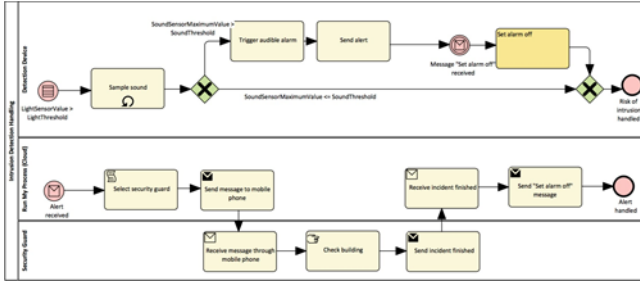 Intrusion Detection Handling
Detection Device
LightSensorValue >
LightThreshold
Sample sound
SoundSensorMaximumValue >
SoundThreshold
Trigger audible alarm
Send alert
Message "Set alarm off"
received
Set alarm off
SoundSensorMaximumValue <= SoundThreshold
Risk of
intrusion
handled
Run My Process (Cloud)
Alert
received
Select security guard
Send message to mobile
phone
Receive incident finished
Send "Set alarm off"
message
Alert
handled
Security Guard
Receive message through
mobile phone
Check building
Send incident finished